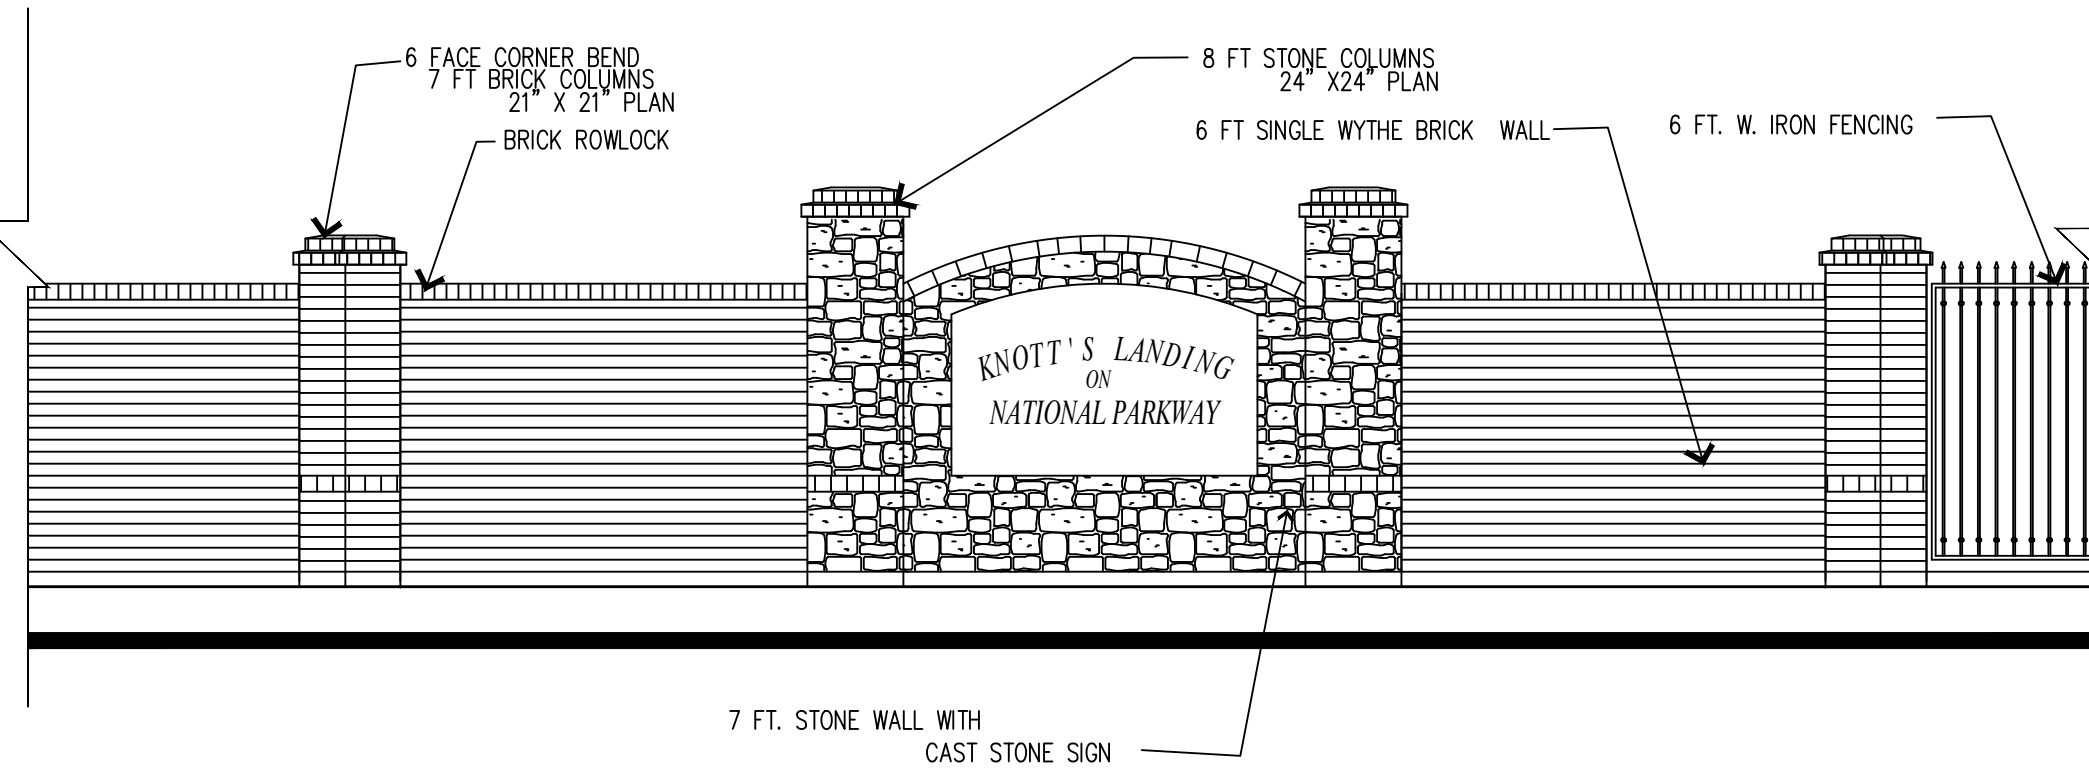 6 FACE CORNER BEND
7 FT BRICK COLUMNS
21" X 21" PLAN
BRICK ROWLOCK
8 FT STONE COLUMNS
24" X24" PLAN
6 FT SINGLE WYTHE BRICK WALL
6 FT. W. IRON FENCING
KNOTT'S LANDING
ON
NATIONAL PARKWAY
7 FT. STONE WALL WITH
CAST STONE SIGN